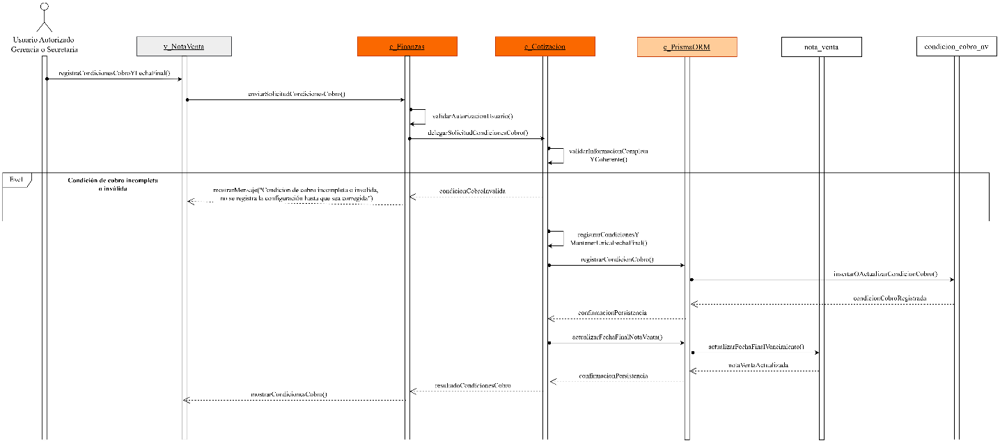 Usuario Autorizado
Gerencia o Secretaria
v_NotaVenta
c_Finanzas
c_Cotizacion
c_PrismaORM
nota_venta
condicion_cobro_nv
registraCondicionesCobroYFechaFinal()
enviarSolicitudCondicionesCobro()
validarAutorizacionUsuario()
delegarSolicitudCondicionesCobro()
validarInformacionCompleta
YCoherente()
Exc1
Condición de cobro incompleta
o inválida
mostrarMensaje("Condicion de cobro incompleta o invalida,
no se registra la configuración hasta que sea corregida")
condicionCobroInvalida
registrarCondicionesY
MantenerUnicaFechaFinal()
registrarCondicionCobro()
insertarOActualizarCondicionCobro()
condicionCobroRegistrada
confirmacionPersistencia
actualizarFechaFinalNotaVenta()
actualizarFechaFinalVencimiento()
notaVentaActualizada
confirmacionPersistencia
resultadoCondicionesCobro
mostrarCondicionesCobro()